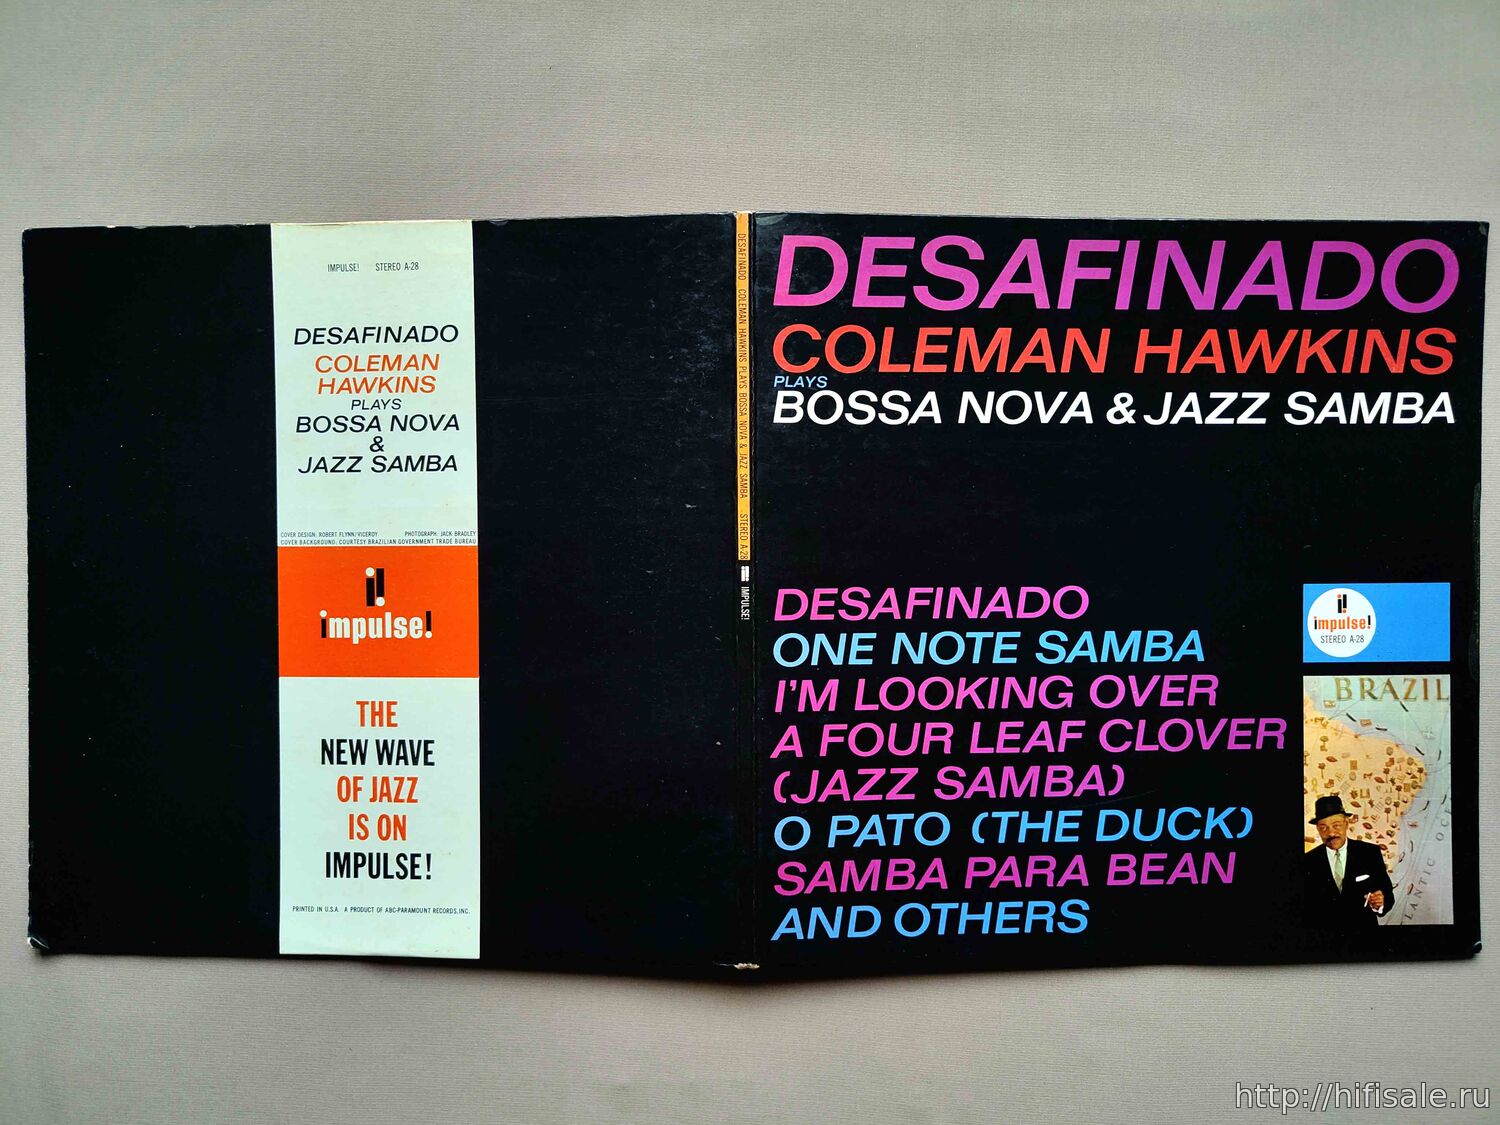 IMPULSE! STEREO A-28
DESAFINADO
COLEMAN
HAWKINS
PLAYS
BOSSA NOVA
&
JAZZ SAMBA
COVER DESIGN: ROBERT FLYNN/VICEROY PHOTOGRAPH: JACK BRADLEY
COVER BACKGROUND: COURTESY BRAZILIAN GOVERNMENT TRADE BUREAU
i!
impulse!
THE
NEW WAVE
OF JAZZ
IS ON
IMPULSE!
PRINTED IN U.S.A. A PRODUCT OF ABC-PARAMOUNT RECORDS, INC.
DESAFINADO COLEMAN HAWKINS PLAYS BOSSA NOVA & JAZZ SAMBA STEREO A-28 IMPULSE!
DESAFINADO
COLEMAN HAWKINS
PLAYS
BOSSA NOVA & JAZZ SAMBA
DESAFINADO
ONE NOTE SAMBA
I'M LOOKING OVER
A FOUR LEAF CLOVER
(JAZZ SAMBA)
O PATO (THE DUCK)
SAMBA PARA BEAN
AND OTHERS
i!
impulse!
STEREO A-28
BRAZIL
LANTIC OC
http://hifisale.ru